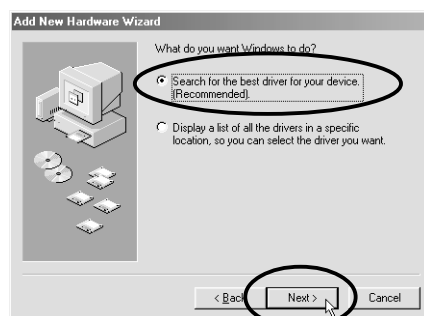 Add New Hardware Wizard
What do you want Windows to do?
Search for the best driver for your device.
(Recommended).
Display a list of all the drivers in a specific
location, so you can select the driver you want.
< Back
Next >
Cancel